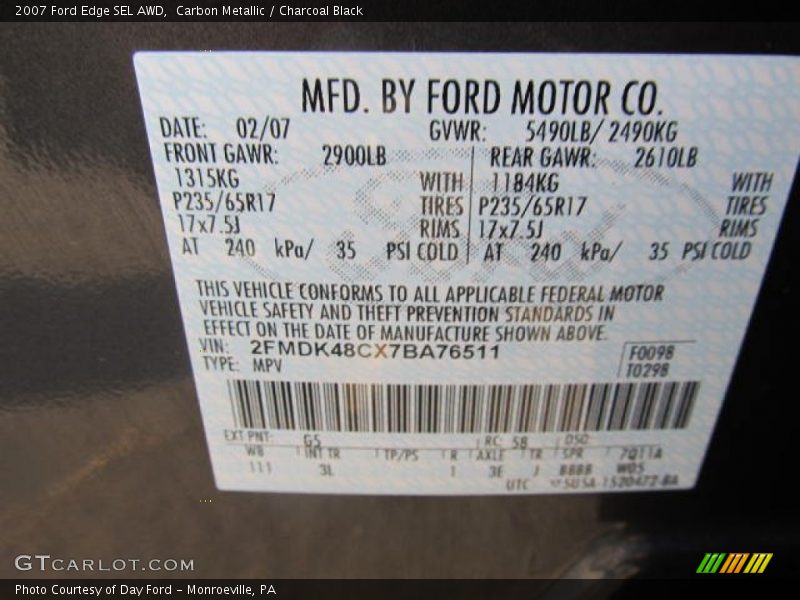 2007 Ford Edge SEL AWD,  Carbon Metallic / Charcoal Black
MFD. BY FORD MOTOR CO.
DATE: 02/07 GVWR: 5490LB/ 2490KG
FRONT GAWR: 2900LB REAR GAWR: 2610LB
1315KG WITH 1184KG WITH
P235/65R17 TIRES P235/65R17 TIRES
17x7.5J RIMS 17x7.5J RIMS
AT 240 kPa/ 35 PSI COLD AT 240 kPa/ 35 PSI COLD
THIS VEHICLE CONFORMS TO ALL APPLICABLE FEDERAL MOTOR
VEHICLE SAFETY AND THEFT PREVENTION STANDARDS IN
EFFECT ON THE DATE OF MANUFACTURE SHOWN ABOVE.
VIN: 2FMDK48CX7BA76511 F0098
TYPE: MPV T0298
EXT PNT: G5 RC: 58 DSO:
WB INT TR TP/PS R AXLE TR SPR 7011A
111 3L 1 3E J BBBB W05
UTC
GTCARLOT.COM
Photo Courtesy of Day Ford – Monroeville, PA